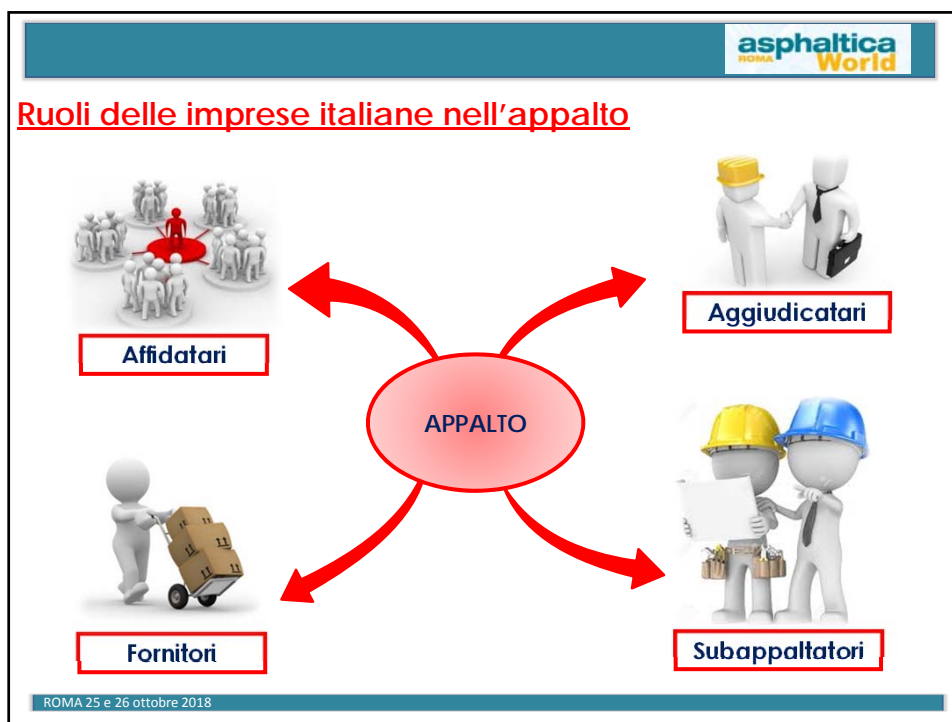 asphaltica
ROMA World
Ruoli delle imprese italiane nell'appalto
Affidatari
Aggiudicatari
APPALTO
Fornitori
Subappaltatori
ROMA 25 e 26 ottobre 2018